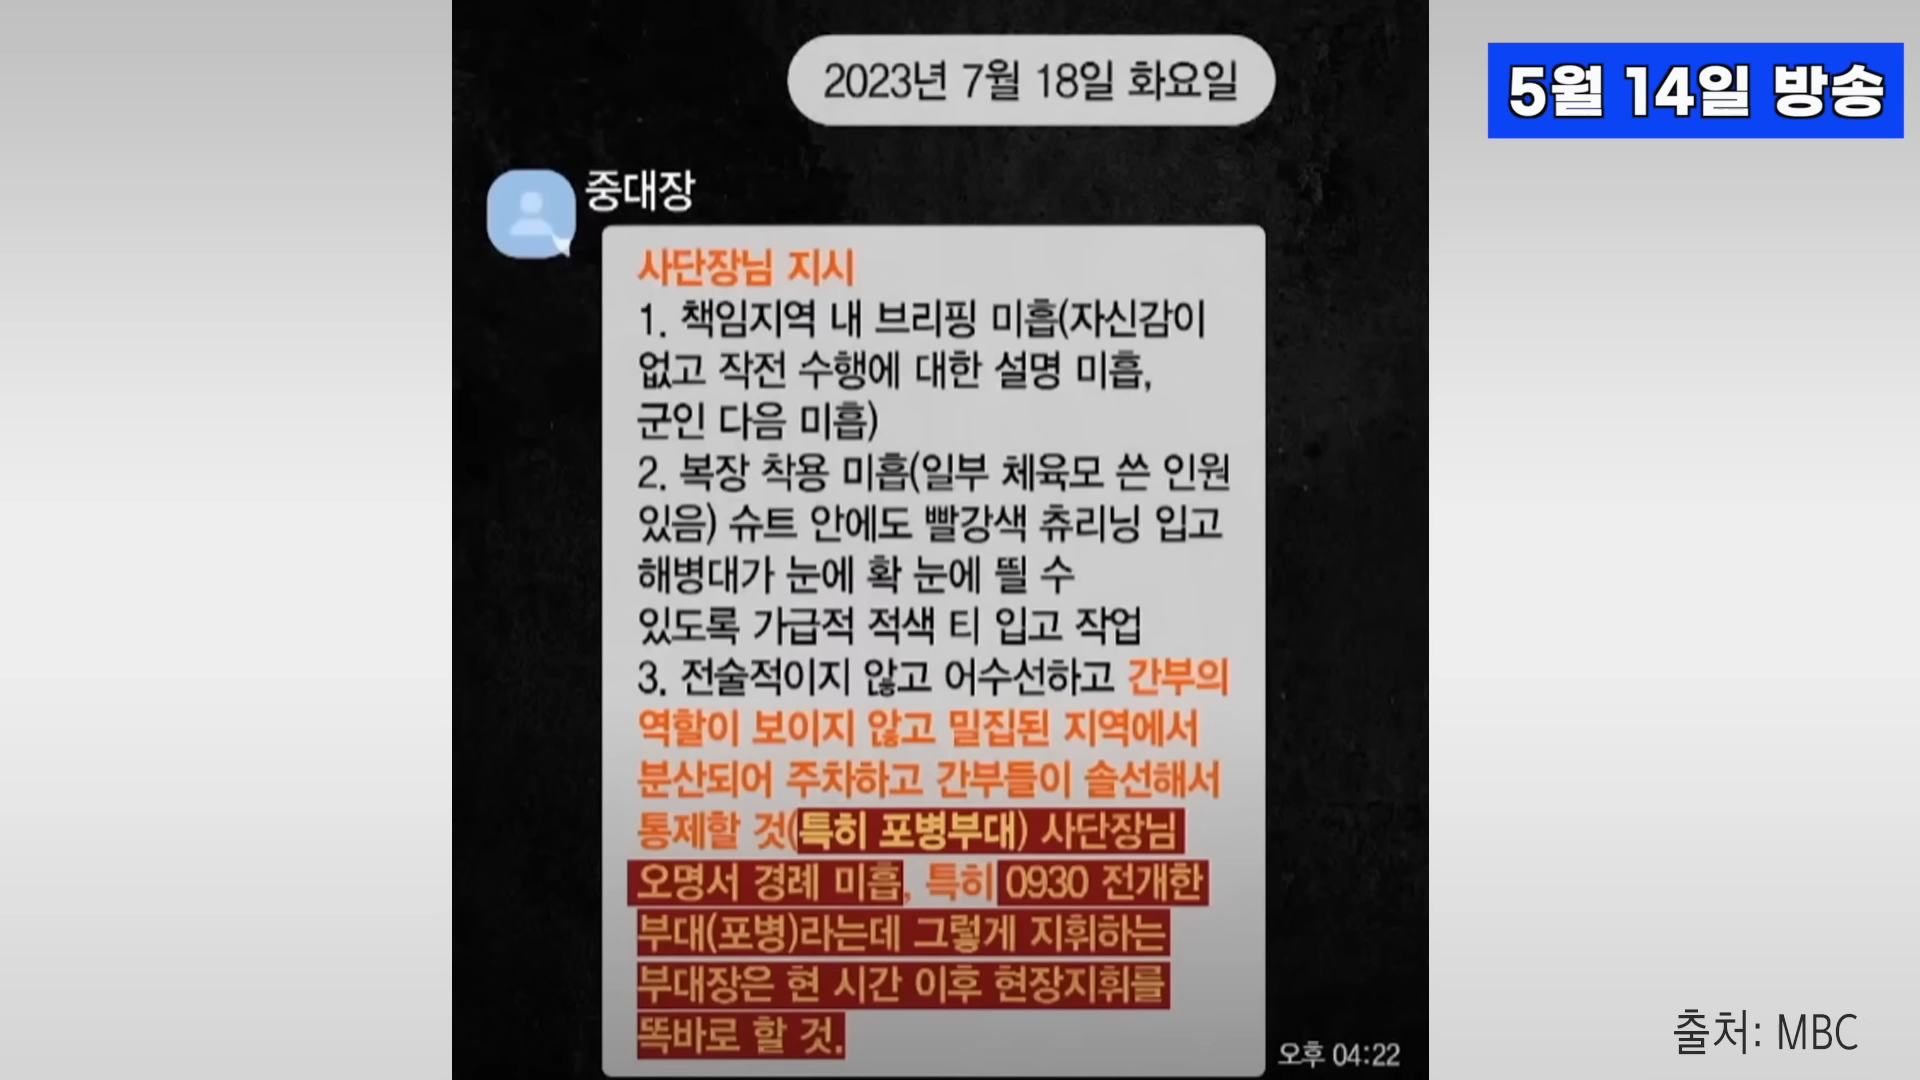 2023년 7월 18일 화요일
5월 14일 방송
중대장
사단장님 지시
1. 책임지역 내 브리핑 미흡(자신감이
없고 작전 수행에 대한 설명 미흡,
군인 다음 미흡)
2. 복장 착용 미흡(일부 체육모 쓴 인원
있음) 슈트 안에도 빨강색 츄리닝 입고
해병대가 눈에 확 눈에 띌 수
있도록 가급적 적색 티 입고 작업
3. 전술적이지 않고 어수선하고 간부의
역할이 보이지 않고 밀집된 지역에서
분산되어 주차하고 간부들이 솔선해서
통제할 것(특히 포병부대) 사단장님
오명서 경례 미흡, 특히 0930 전개한
부대(포병)라는데 그렇게 지휘하는
부대장은 현 시간 이후 현장지휘를
똑바로 할 것.
오후 04:22
출처: MBC